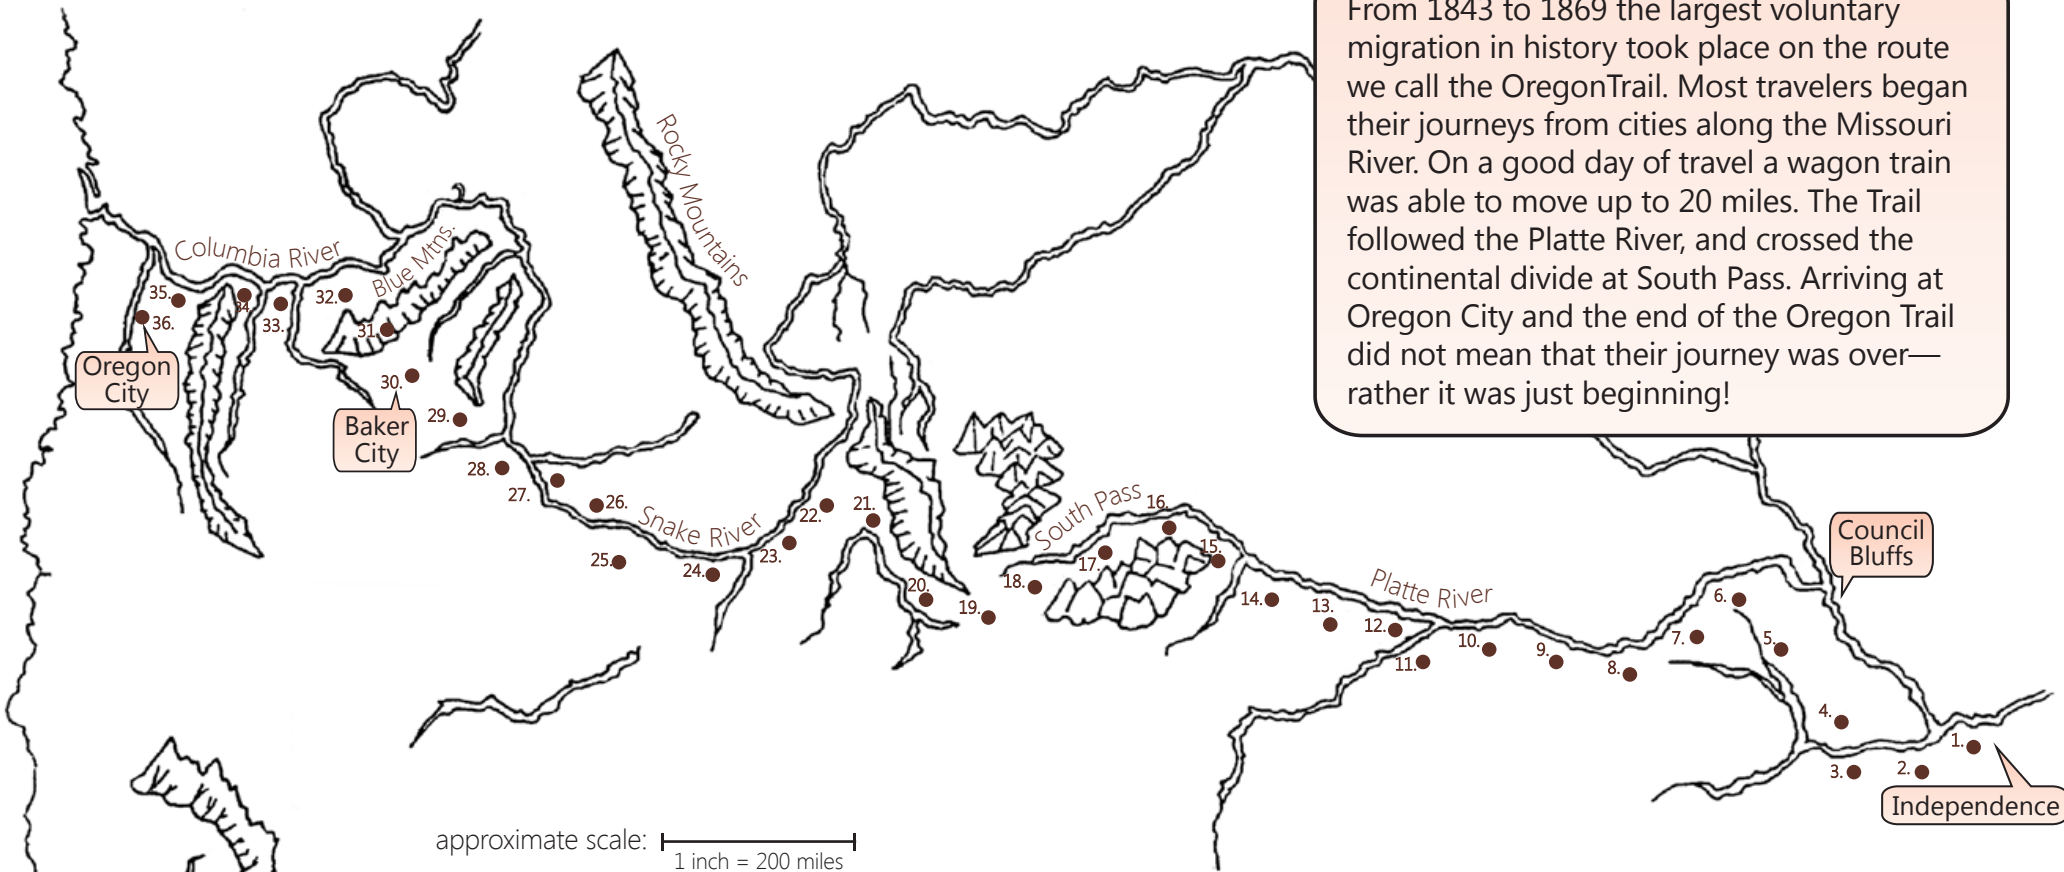 From 1843 to 1869 the largest voluntary
migration in history took place on the route
we call the OregonTrail. Most travelers began
their journeys from cities along the Missouri
River. On a good day of travel a wagon train
was able to move up to 20 miles. The Trail
followed the Platte River, and crossed the
continental divide at South Pass. Arriving at
Oregon City and the end of the Oregon Trail
did not mean that their journey was over—
rather it was just beginning!
Rocky Mountains
Columbia River
Blue Mtns.
35.
36.
34.
33.
32.
31.
30.
29.
28.
27.
26.
25.
24.
23.
22.
21.
20.
19.
18.
17.
16.
15.
14.
13.
12.
11.
10.
9.
8.
7.
6.
5.
4.
3.
2.
1.
Oregon
City
Baker
City
Snake River
South Pass
Platte River
Council
Bluffs
Independence
approximate scale:
1 inch = 200 miles